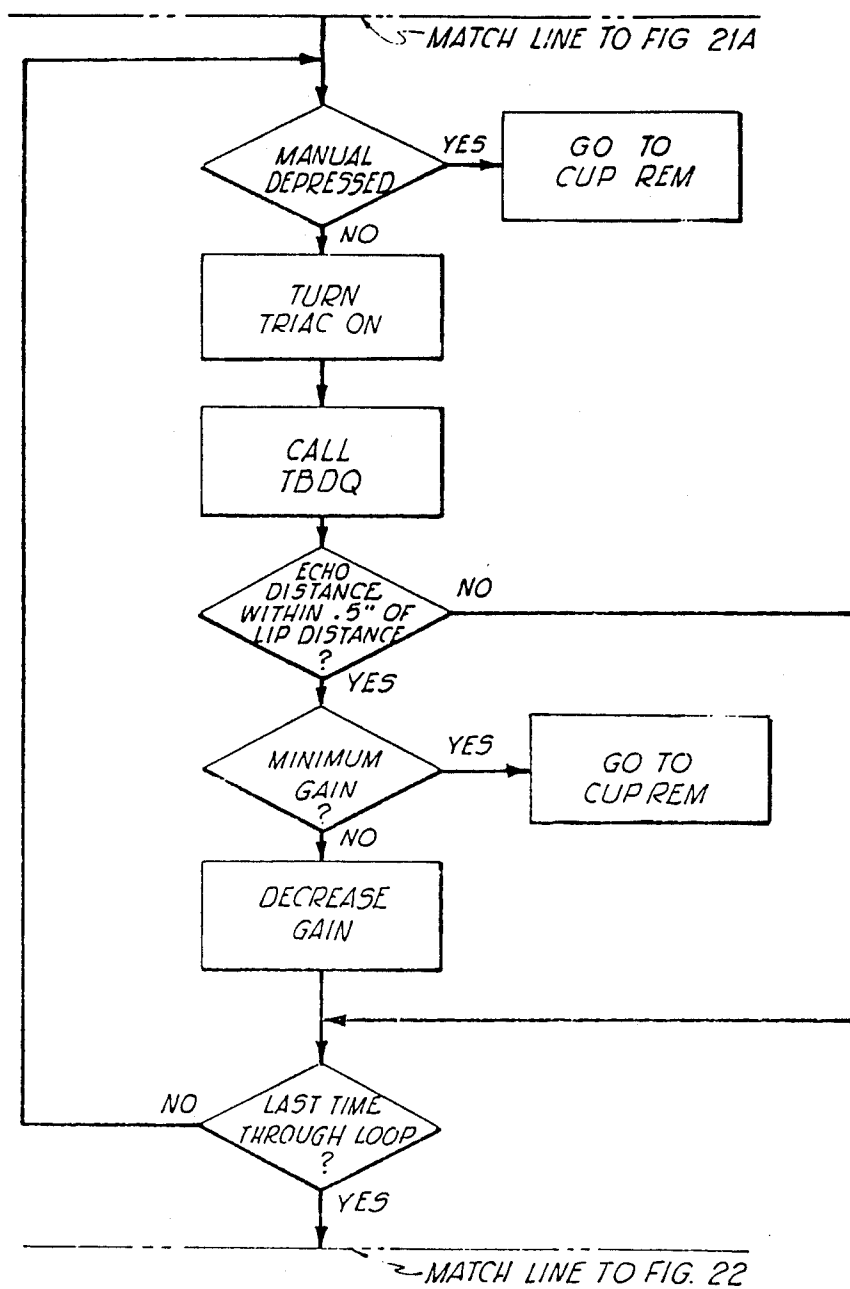 MATCH LINE TO FIG 21A
MANUAL
DEPRESSED
YES
GO TO
CUP REM
NO
TURN
TRIAC ON
CALL
TBDQ
ECHO
DISTANCE
WITHIN .5" OF
LIP DISTANCE
?
NO
YES
MINIMUM
GAIN
?
YES
GO TO
CUP REM
NO
DECREASE
GAIN
NO
LAST TIME
THROUGH LOOP
?
YES
MATCH LINE TO FIG. 22